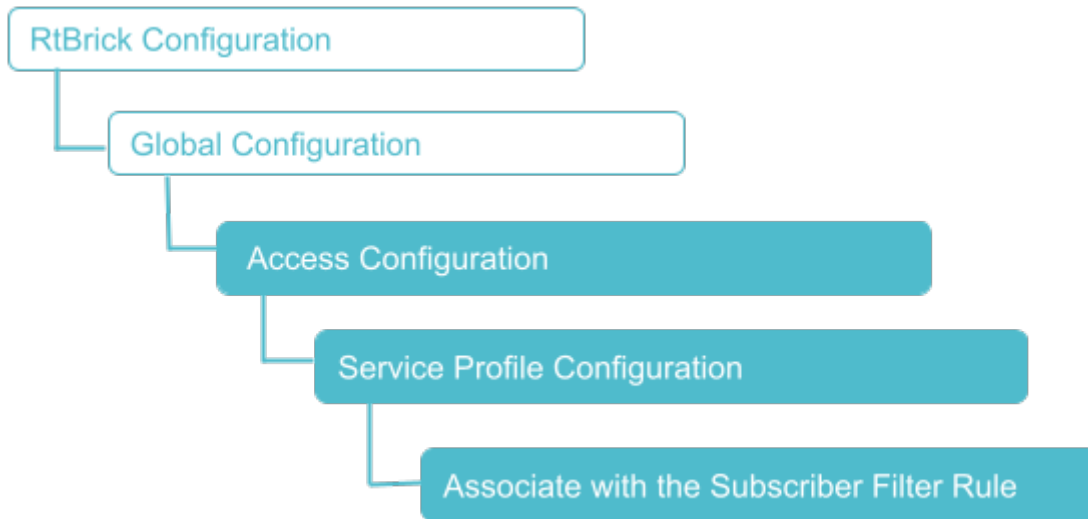 RtBrick Configuration
Global Configuration
Access Configuration
Service Profile Configuration
Associate with the Subscriber Filter Rule